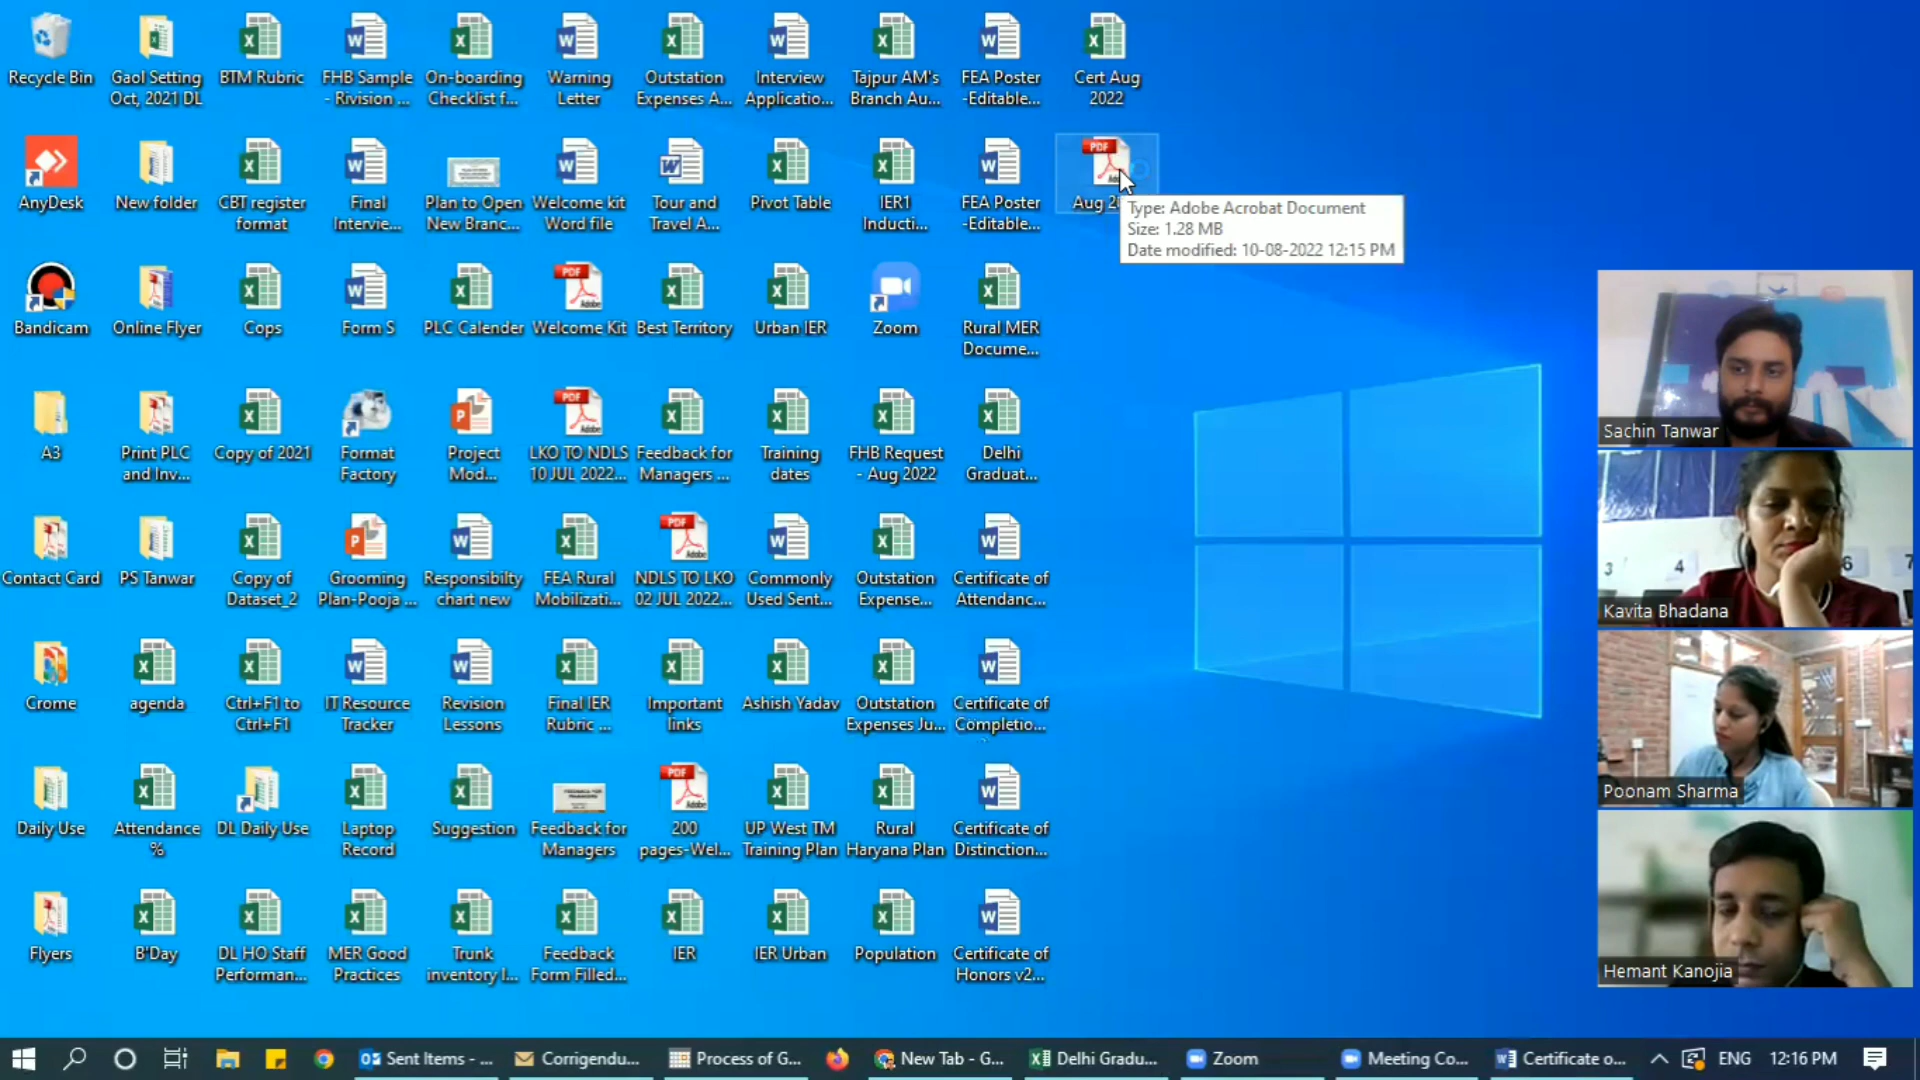 Recycle Bin
Gaol Setting
Oct, 2021 DL
BTM Rubric
FHB Sample
- Rivision ...
On-boarding
Checklist f...
Warning
Letter
Outstation
Expenses A...
Interview
Applicatio...
Tajpur AM's
Branch Au...
FEA Poster
-Editable...
Cert Aug
2022
AnyDesk
New folder
CBT register
format
Final
Intervie...
Plan to Open
New Branc...
Welcome kit
Word file
Tour and
Travel A...
Pivot Table
IER1
Inducti...
FEA Poster
-Editable...
PDF
Aug 2
Type: Adobe Acrobat Document
Size: 1.28 MB
Date modified: 10-08-2022 12:15 PM
Bandicam
Online Flyer
Cops
Form S
PLC Calender
PDF
Adobe
Welcome Kit
Best Territory
Urban IER
Zoom
Rural MER
Docume...
A3
Print PLC
and Inv...
Copy of 2021
Format
Factory
Project
Mod...
PDF
Adobe
LKO TO NDLS
10 JUL 2022...
Feedback for
Managers ...
Training
dates
FHB Request
- Aug 2022
Delhi
Graduat...
Contact Card
PS Tanwar
Copy of
Dataset_2
Grooming
Plan-Pooja ...
Responsibilty
chart new
FEA Rural
Mobilizati...
PDF
Adobe
NDLS TO LKO
02 JUL 2022...
Commonly
Used Sent...
Outstation
Expense...
Certificate of
Attendanc...
Crome
agenda
Ctrl+F1 to
Ctrl+F1
IT Resource
Tracker
Revision
Lessons
Final IER
Rubric ...
Important
links
Ashish Yadav
Outstation
Expenses Ju...
Certificate of
Completio...
Daily Use
Attendance
%
DL Daily Use
Laptop
Record
Suggestion
Feedback for
Managers
PDF
Adobe
200
pages-Wel...
UP West TM
Training Plan
Rural
Haryana Plan
Certificate of
Distinction...
Flyers
B'Day
DL HO Staff
Performan...
MER Good
Practices
Trunk
inventory l...
Feedback
Form Filled...
IER
IER Urban
Population
Certificate of
Honors v2...
Sachin Tanwar
3 4 6 7
Kavita Bhadana
Poonam Sharma
Hemant Kanojia
Sent Items - ...
Corrigendu...
Process of G...
New Tab - G...
Delhi Gradu...
Zoom
Meeting Co...
Certificate o...
ENG
12:16 PM